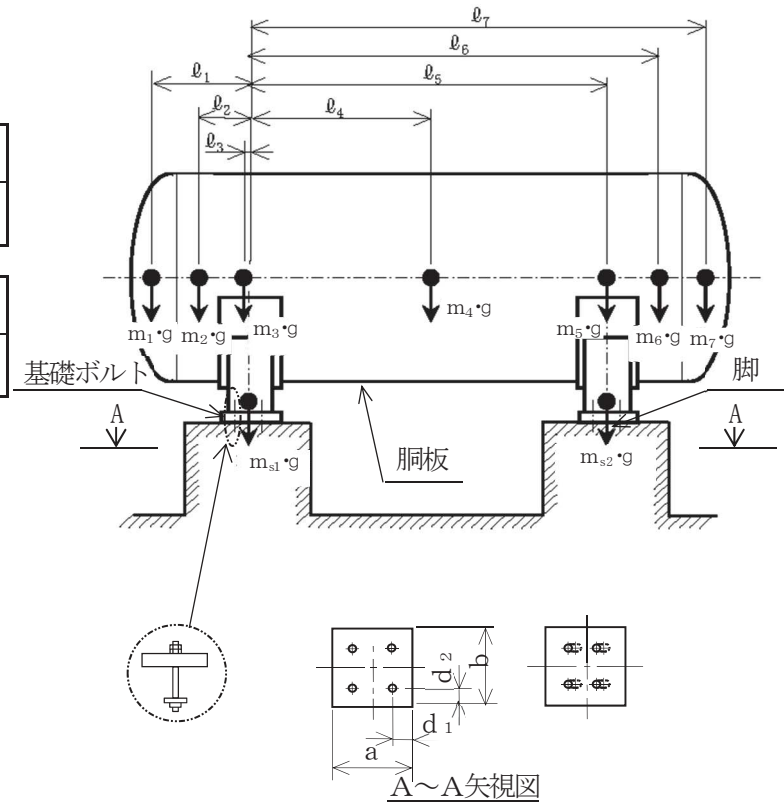 ℓ₇
ℓ₆
ℓ₁
ℓ₅
ℓ₂
ℓ₄
ℓ₃
m₁・g
m₂・g
m₃・g
m₄・g
m₅・g
m₆・g
m₇・g
基礎ボルト
脚
A
A
mₛ₁・g
胴板
mₛ₂・g
d₂
b
d₁
a
A〜A矢視図